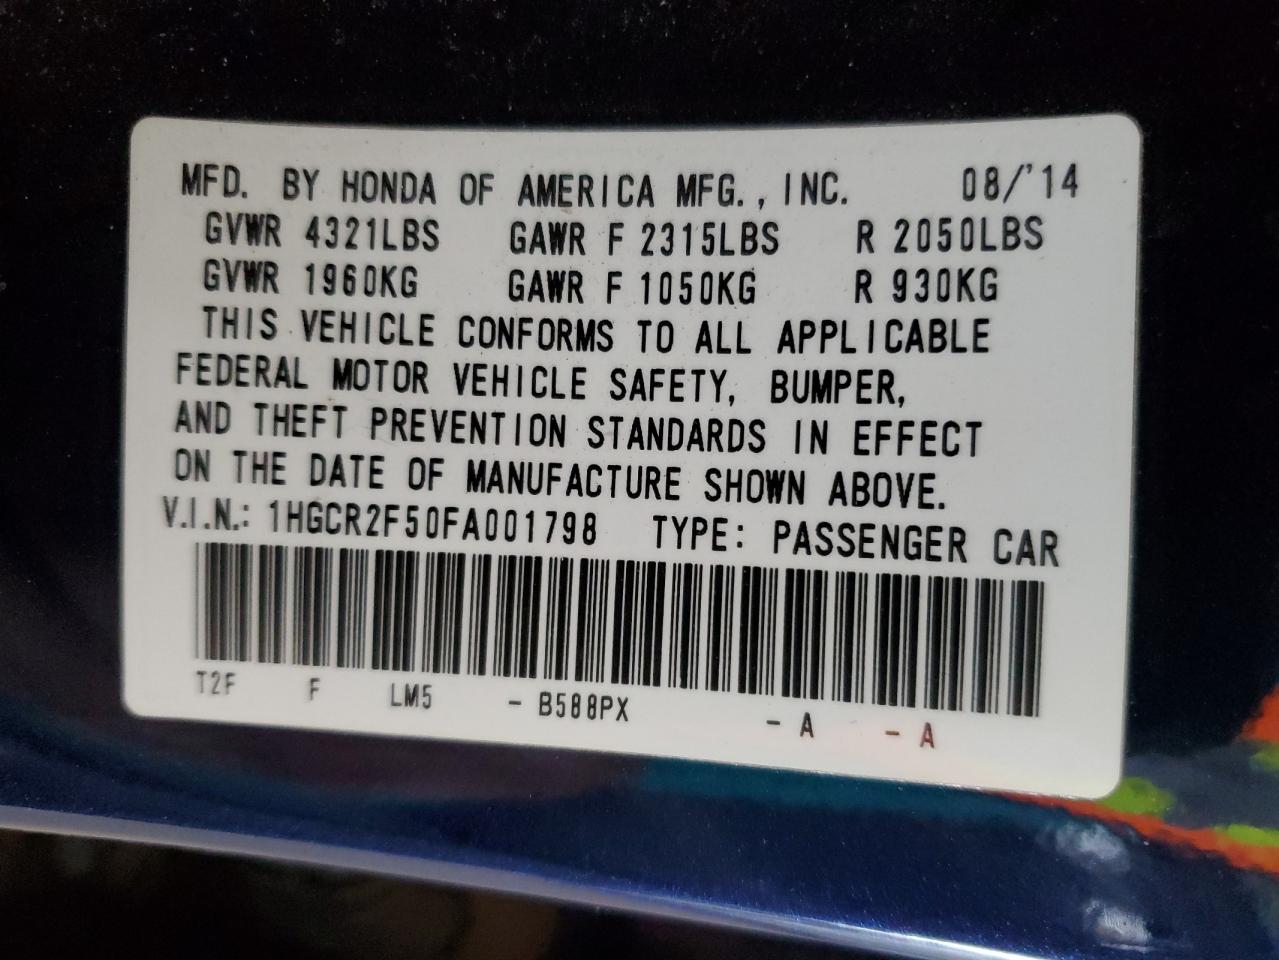 MFD. BY HONDA OF AMERICA MFG., INC. 08/'14
GVWR 4321LBS GAWR F 2315LBS R 2050LBS
GVWR 1960KG GAWR F 1050KG R 930KG
THIS VEHICLE CONFORMS TO ALL APPLICABLE
FEDERAL MOTOR VEHICLE SAFETY, BUMPER,
AND THEFT PREVENTION STANDARDS IN EFFECT
ON THE DATE OF MANUFACTURE SHOWN ABOVE.
V.I.N.: 1HGCR2F50FA001798 TYPE: PASSENGER CAR
T2F F LM5 - B588PX - A - A